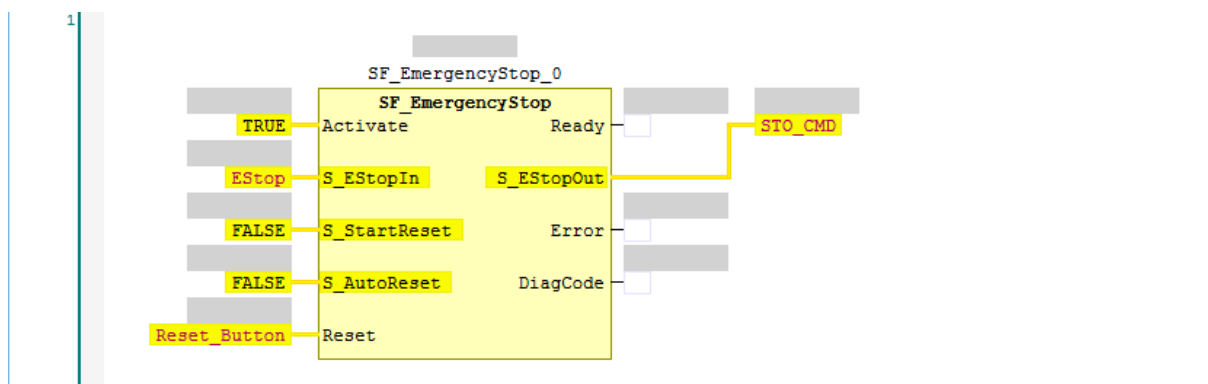 1
SF_EmergencyStop_0
SF_EmergencyStop
TRUE Activate Ready STO_CMD
EStop S_EStopIn S_EStopOut
FALSE S_StartReset Error
FALSE S_AutoReset DiagCode
Reset_Button Reset